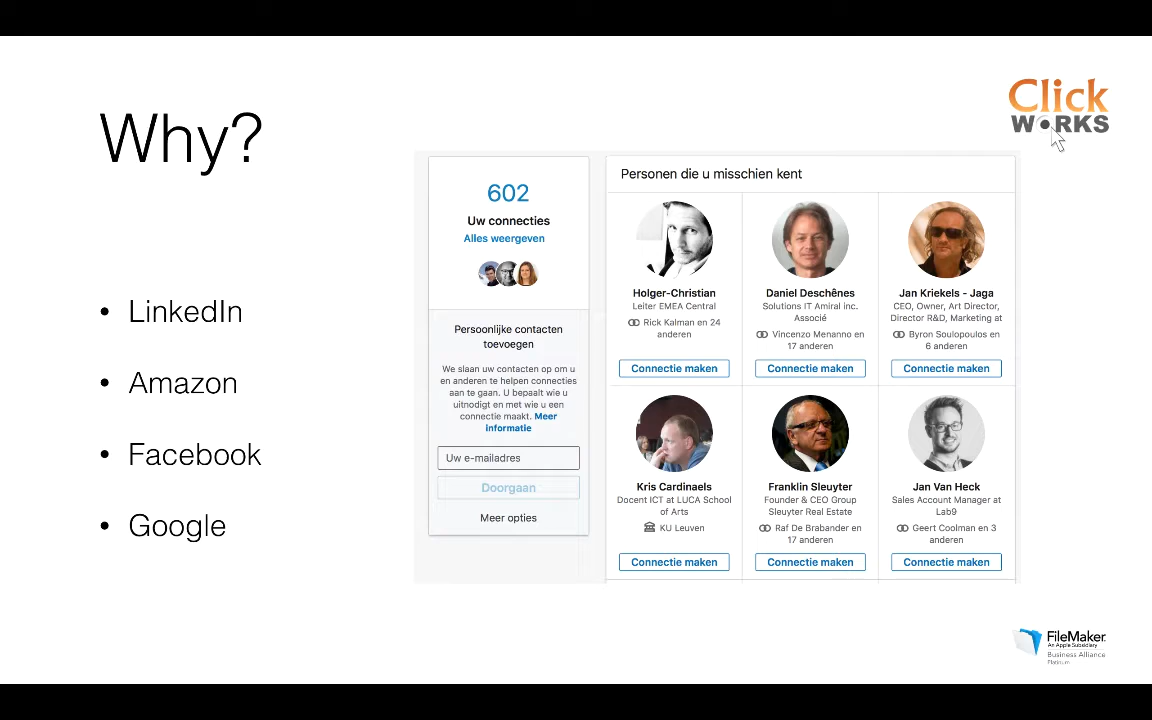 Click
WORKS
Why?
LinkedIn
Amazon
Facebook
Google
602
Uw connecties
Alles weergeven
Persoonlijke contacten
toevoegen
We slaan uw contacten op om u
en anderen te helpen connecties
aan te gaan. U bepaalt wie u
uitnodigt en met wie u een
connectie maakt. Meer
informatie
Uw e-mailadres
Doorgaan
Meer opties
Personen die u misschien kent
Holger-Christian
Leiter EMEA Central
Rick Kalman en 24
anderen
Connectie maken
Daniel Deschênes
Solutions IT Amiral inc.
Associé
Vincenzo Menanno en
17 anderen
Connectie maken
Jan Kriekels - Jaga
CEO, Owner, Art Director,
Director R&D, Marketing at
Byron Soulopoulos en
6 anderen
Connectie maken
Kris Cardinaels
Docent ICT at LUCA School
of Arts
KU Leuven
Connectie maken
Franklin Sleuyter
Founder & CEO Group
Sleuyter Real Estate
Raf De Brabander en
17 anderen
Connectie maken
Jan Van Heck
Sales Account Manager at
Lab9
Geert Coolman en 3
anderen
Connectie maken
FileMaker
An Apple Subsidiary
Business Alliance
Platinum